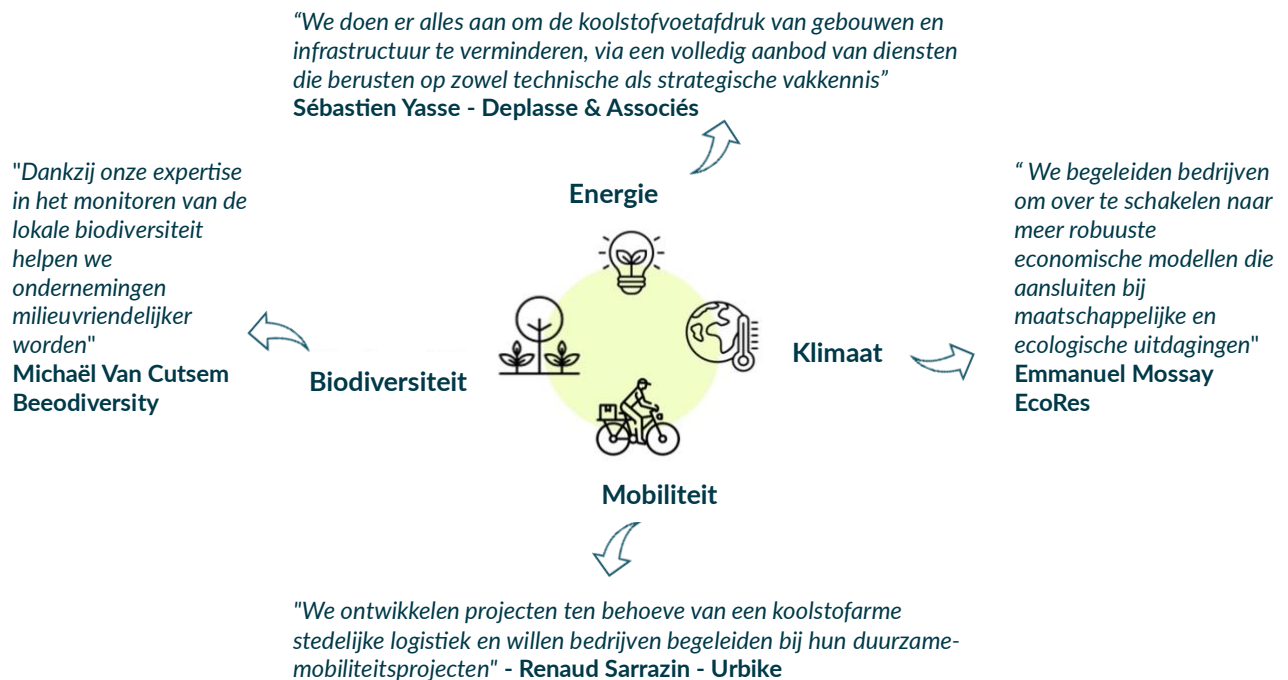 “We doen er alles aan om de koolstofvoetafdruk van gebouwen en
infrastructuur te verminderen, via een volledig aanbod van diensten
die berusten op zowel technische als strategische vakkennis”
Sébastien Yasse - Deplasse & Associés
Energie
"Dankzij onze expertise
in het monitoren van de
lokale biodiversiteit
helpen we
ondernemingen
milieuvriendelijker
worden"
Michaël Van Cutsem
Beeodiversity
Biodiversiteit
Klimaat
“ We begeleiden bedrijven
om over te schakelen naar
meer robuuste
economische modellen die
aansluiten bij
maatschappelijke en
ecologische uitdagingen"
Emmanuel Mossay
EcoRes
Mobiliteit
"We ontwikkelen projecten ten behoeve van een koolstofarme
stedelijke logistiek en willen bedrijven begeleiden bij hun duurzame-
mobiliteitsprojecten" - Renaud Sarrazin - Urbike